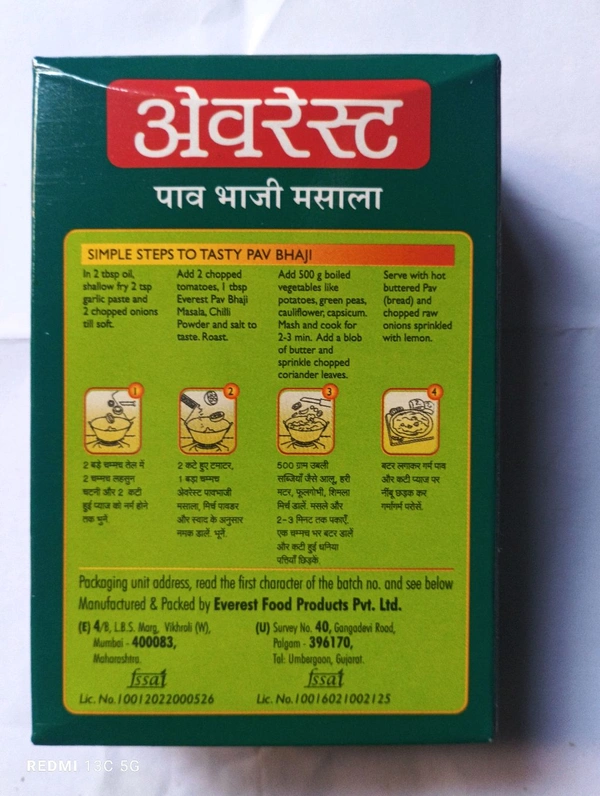 अेवरेस्ट
पाव भाजी मसाला
SIMPLE STEPS TO TASTY PAV BHAJI
In 2 tbsp oil,
shallow fry 2 tsp
garlic paste and
2 chopped onions
till soft.
Add 2 chopped
tomatoes, 1 tbsp
Everest Pav Bhaji
Masala, Chilli
Powder and salt to
taste. Roast.
Add 500 g boiled
vegetables like
potatoes, green peas,
cauliflower, capsicum.
Mash and cook for
2-3 min. Add a blob
of butter and
sprinkle chopped
coriander leaves.
Serve with hot
buttered Pav
(bread) and
chopped raw
onions sprinkled
with lemon.
1
2
3
4
2 बड़े चम्मच तेल में
2 चम्मच लहसुन
चटनी और 2 कटी
हुई प्याज को नर्म होने
तक भुनें.
2 कटे हुए टमाटर,
1 बड़ा चम्मच
अेवरेस्ट पावभाजी
मसाला, मिर्च पावडर
और स्वाद के अनुसार
नमक डालें. भूनें.
500 ग्राम उबली
सब्जियाँ जैसे आलू, हरी
मटर, फूलगोभी, शिमला
मिर्च डालें. मसले और
2-3 मिनट तक पकाएँ.
एक चम्मच भर बटर डालें
और कटी हुई धनिया
पत्तियाँ छिड़कें.
बटर लगाकर गर्म पाव
और कटी प्याज पर
नींबू छड़क कर
गर्मागर्म परोसें.
Packaging unit address, read the first character of the batch no. and see below
Manufactured & Packed by Everest Food Products Pvt. Ltd.
(E) 4/B, L.B.S. Marg, Vikhroli (W),
Mumbai - 400083,
Maharashtra.
fssai
Lic. No.10012022000526
(U) Survey No. 40, Gangadevi Road,
Palgam - 396170,
Tal: Umbergaon, Gujarat.
fssai
Lic. No.10016021002125
REDMI 13C 5G